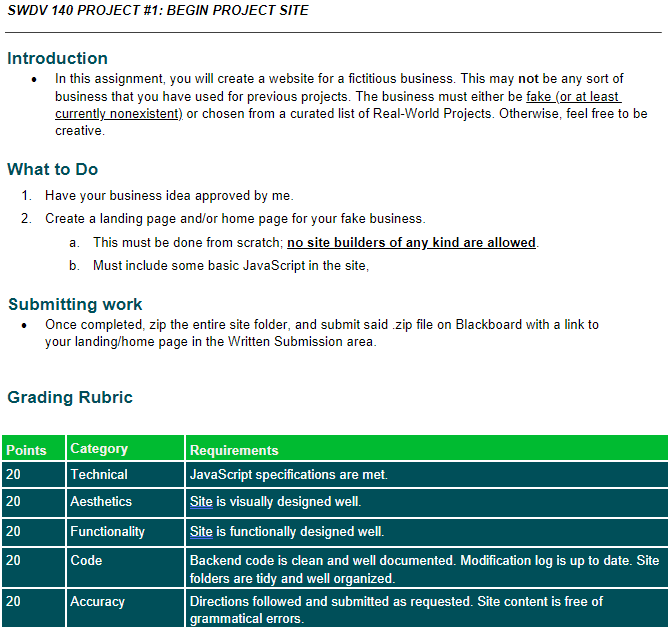 SWDV 140 PROJECT #1: BEGIN PROJECT SITE
Introduction
• In this assignment, you will create a website for a fictitious business. This may not be any sort of
business that you have used for previous projects. The business must either be fake (or at least
currently nonexistent) or chosen from a curated list of Real-World Projects. Otherwise, feel free to be
creative.
What to Do
1. Have your business idea approved by me.
2. Create a landing page and/or home page for your fake business.
a. This must be done from scratch; no site builders of any kind are allowed.
b. Must include some basic JavaScript in the site,
Submitting work
• Once completed, zip the entire site folder, and submit said .zip file on Blackboard with a link to
your landing/home page in the Written Submission area.
Grading Rubric
Points Category Requirements
20 Technical JavaScript specifications are met.
20 Aesthetics Site is visually designed well.
20 Functionality Site is functionally designed well.
20 Code Backend code is clean and well documented. Modification log is up to date. Site
folders are tidy and well organized.
20 Accuracy Directions followed and submitted as requested. Site content is free of
grammatical errors.